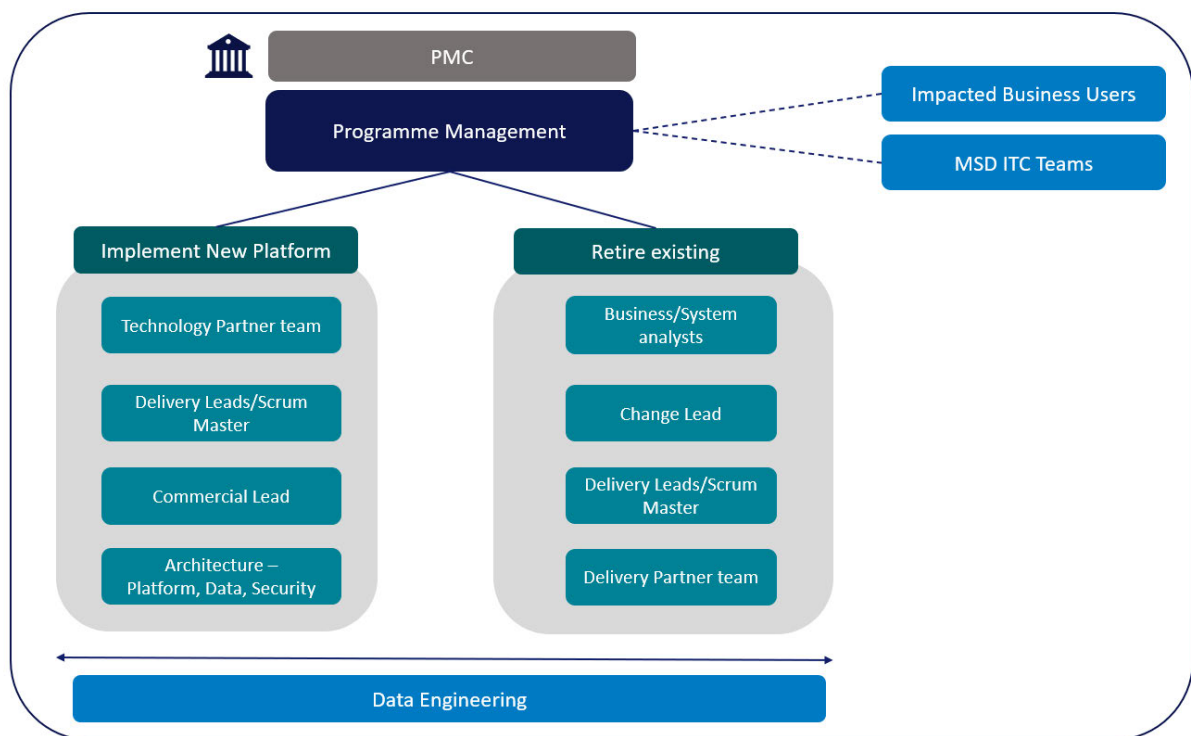 PMC
Programme Management
Impacted Business Users
MSD ITC Teams
Implement New Platform
Technology Partner team
Delivery Leads/Scrum
Master
Commercial Lead
Architecture –
Platform, Data, Security
Retire existing
Business/System
analysts
Change Lead
Delivery Leads/Scrum
Master
Delivery Partner team
Data Engineering